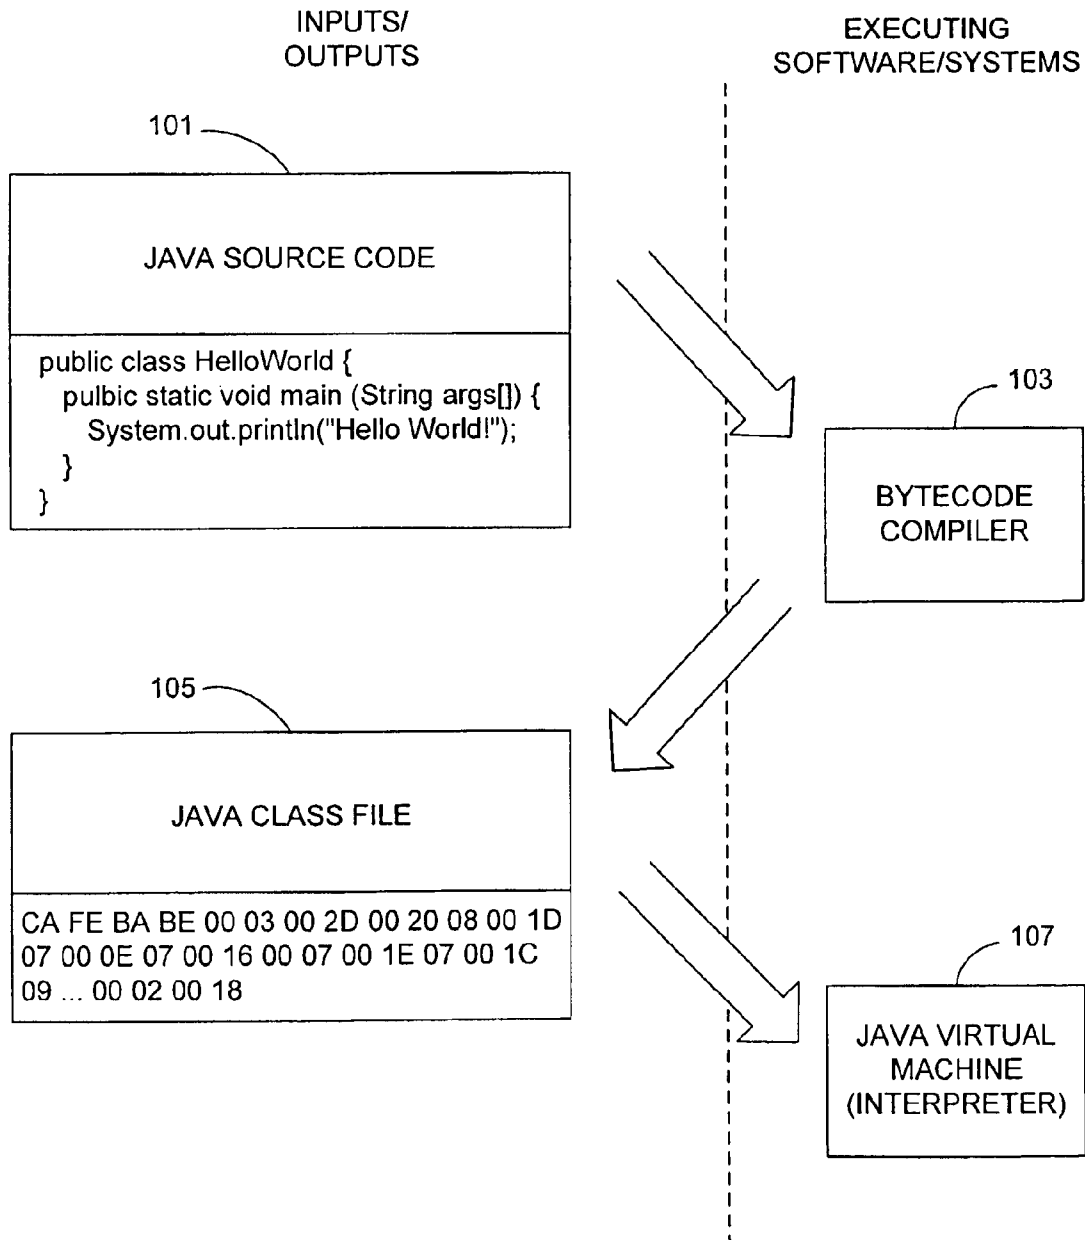 INPUTS/
OUTPUTS
EXECUTING
SOFTWARE/SYSTEMS
101
JAVA SOURCE CODE
public class HelloWorld {
pulbic static void main (String args[]) {
System.out.println("Hello World!");
}
}
103
BYTECODE
COMPILER
105
JAVA CLASS FILE
CA FE BA BE 00 03 00 2D 00 20 08 00 1D
07 00 0E 07 00 16 00 07 00 1E 07 00 1C
09 ... 00 02 00 18
107
JAVA VIRTUAL
MACHINE
(INTERPRETER)